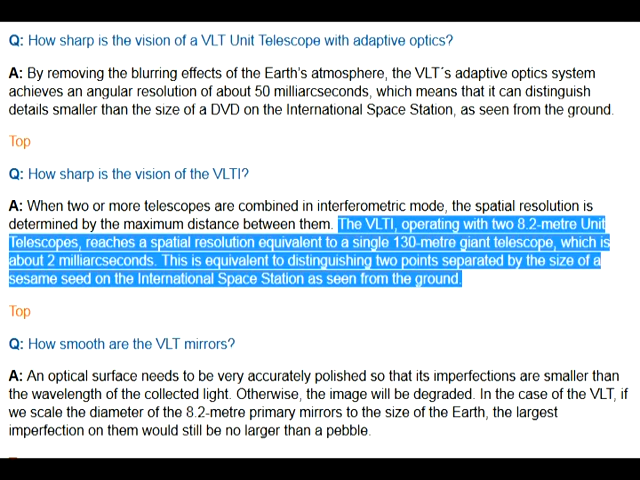 Q: How sharp is the vision of a VLT Unit Telescope with adaptive optics?
A: By removing the blurring effects of the Earth's atmosphere, the VLT´s adaptive optics system
achieves an angular resolution of about 50 milliarcseconds, which means that it can distinguish
details smaller than the size of a DVD on the International Space Station, as seen from the ground.
Top
Q: How sharp is the vision of the VLTI?
A: When two or more telescopes are combined in interferometric mode, the spatial resolution is
determined by the maximum distance between them. The VLTI, operating with two 8.2-metre Unit
Telescopes, reaches a spatial resolution equivalent to a single 130-metre giant telescope, which is
about 2 milliarcseconds. This is equivalent to distinguishing two points separated by the size of a
sesame seed on the International Space Station as seen from the ground.
Top
Q: How smooth are the VLT mirrors?
A: An optical surface needs to be very accurately polished so that its imperfections are smaller than
the wavelength of the collected light. Otherwise, the image will be degraded. In the case of the VLT, if
we scale the diameter of the 8.2-metre primary mirrors to the size of the Earth, the largest
imperfection on them would still be no larger than a pebble.